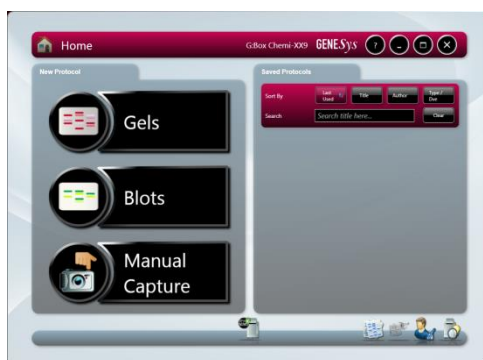 Home
G:Box Chemi-XX9 GENESys ?
New Protocol
Gels
Blots
Manual
Capture
Saved Protocols
Sort By
Last
Used
Title
Author
Type /
Dye
Search
Search title here...
Clear